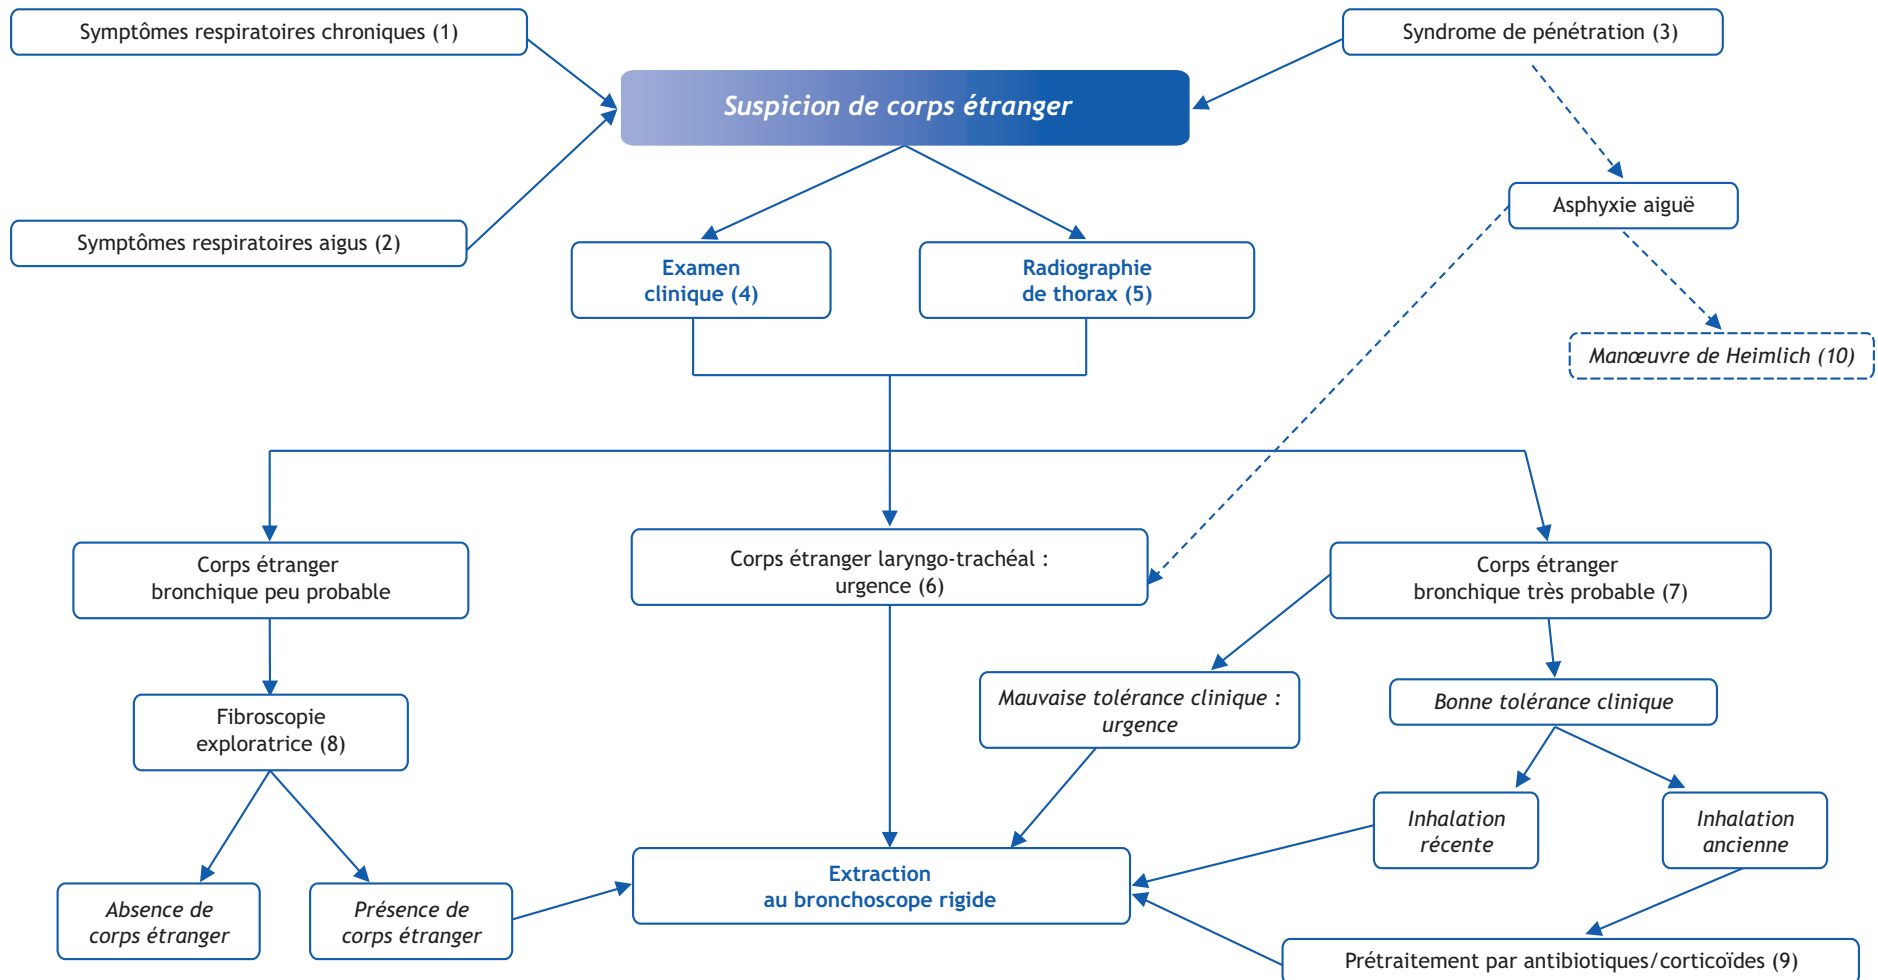 Symptômes respiratoires chroniques (1)
Syndrome de pénétration (3)
Suspicion de corps étranger
Asphyxie aiguë
Symptômes respiratoires aigus (2)
Examen
clinique (4)
Radiographie
de thorax (5)
Manœuvre de Heimlich (10)
Corps étranger
bronchique peu probable
Corps étranger laryngo-trachéal :
urgence (6)
Corps étranger
bronchique très probable (7)
Fibroscopie
exploratrice (8)
Mauvaise tolérance clinique :
urgence
Bonne tolérance clinique
Inhalation
récente
Inhalation
ancienne
Absence de
corps étranger
Présence de
corps étranger
Extraction
au bronchoscope rigide
Prétraitement par antibiotiques/corticoïdes (9)